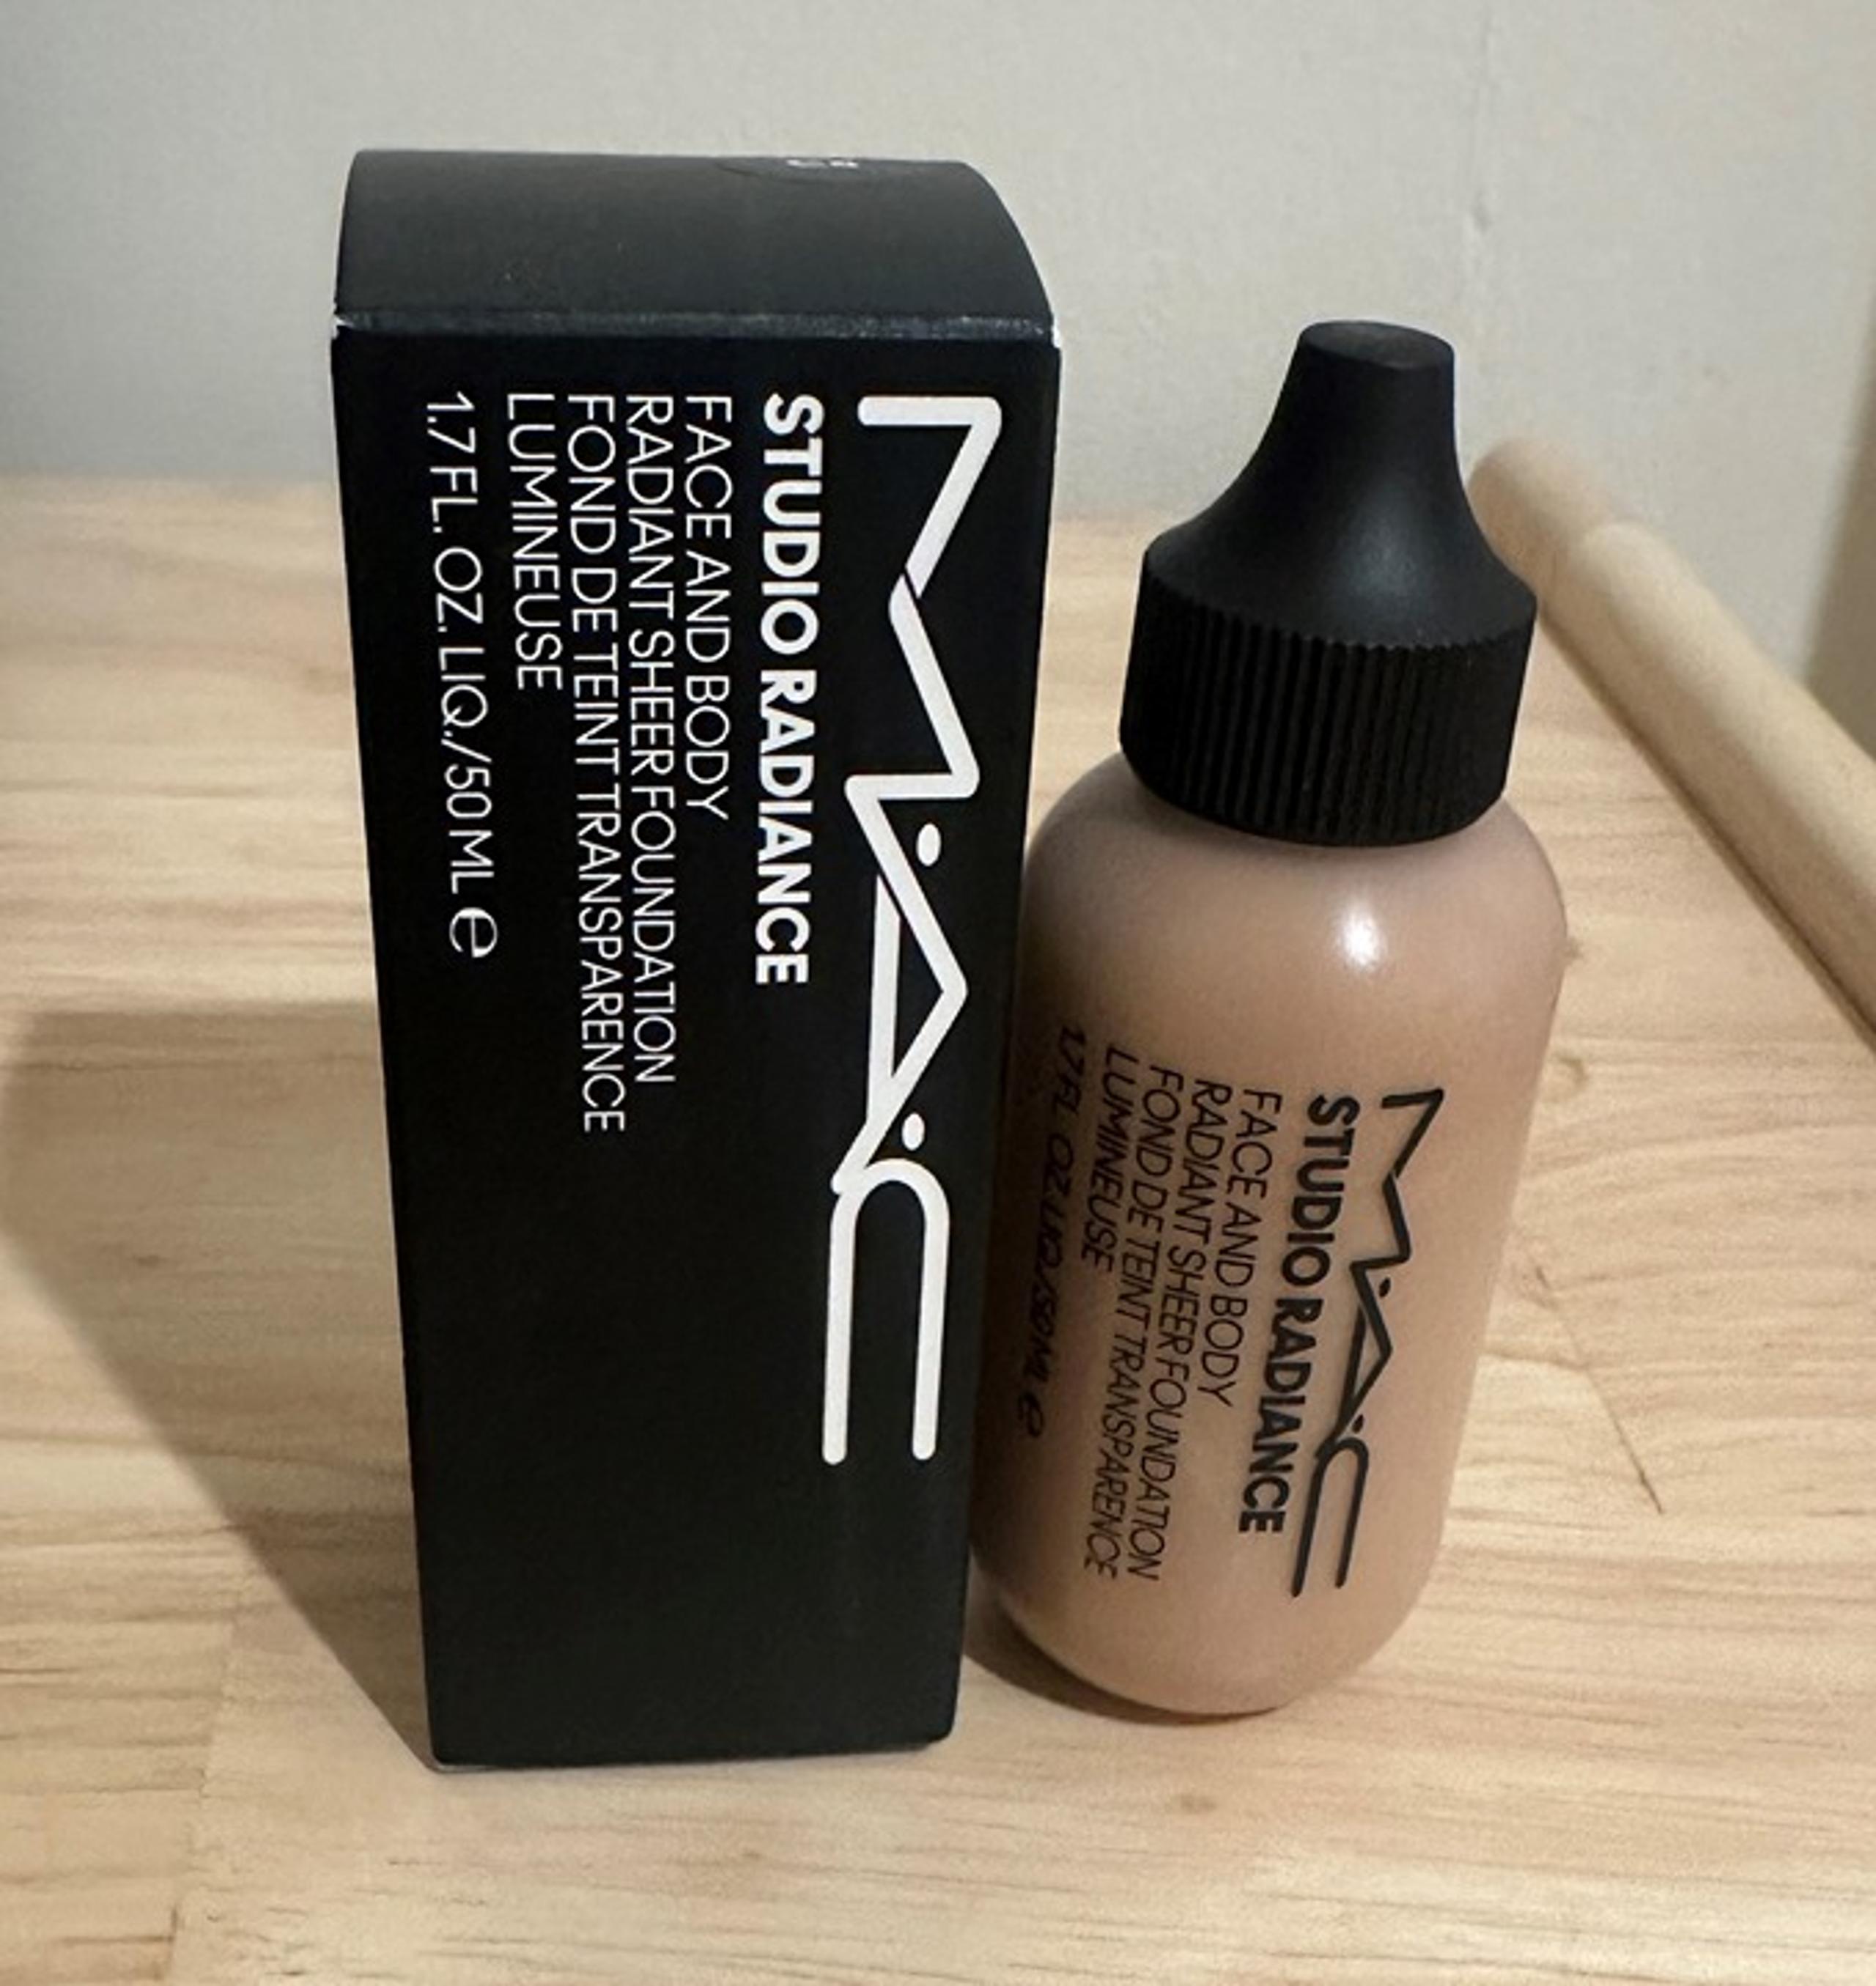 MAC
STUDIO RADIANCE
FACE AND BODY
RADIANT SHEER FOUNDATION
FOND DE TEINT TRANSPARENCE
LUMINEUSE
1.7 FL. OZ. LIQ./50 ML e
MAC
STUDIO RADIANCE
FACE AND BODY
RADIANT SHEER FOUNDATION
FOND DE TEINT TRANSPARENCE
LUMINEUSE
1.7 FL. OZ. LIQ./50 ML e